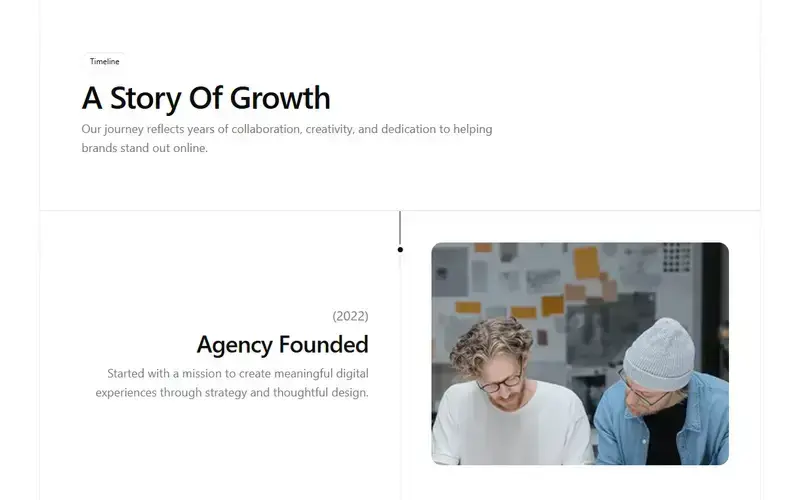 Timeline
A Story Of Growth
Our journey reflects years of collaboration, creativity, and dedication to helping
brands stand out online.
(2022)
Agency Founded
Started with a mission to create meaningful digital
experiences through strategy and thoughtful design.